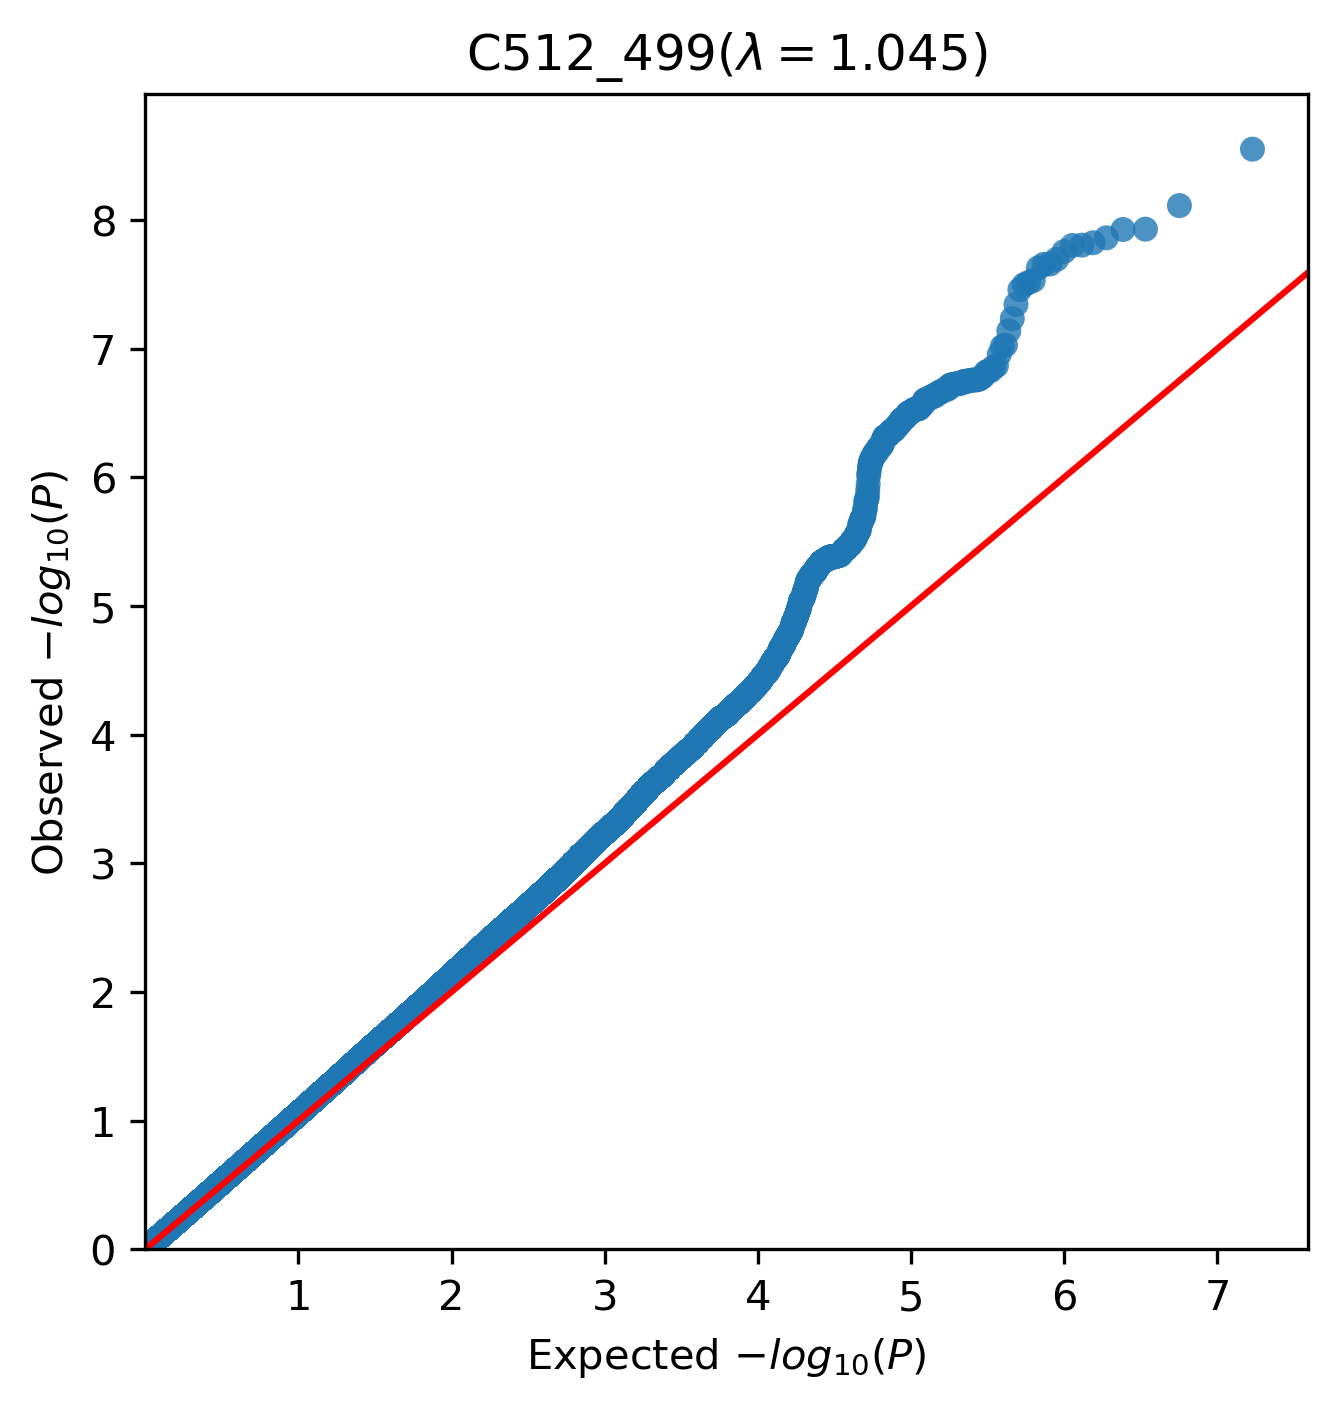 C512_499(λ = 1.045)
Observed −log₁₀(P)
8
7
6
5
4
3
2
1
0
1 2 3 4 5 6 7
Expected −log₁₀(P)